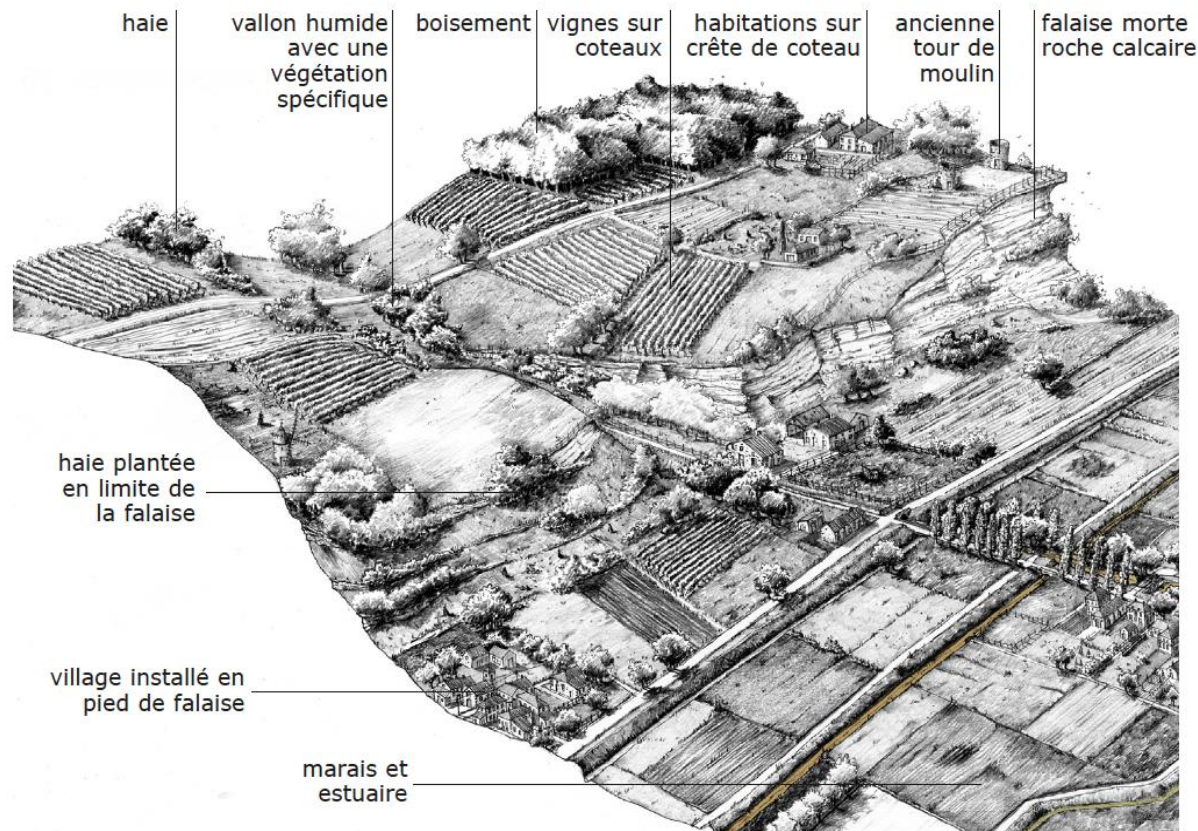 haie
vallon humide
avec une
végétation
spécifique
boisement
vignes sur
coteaux
habitations sur
crête de coteau
ancienne
tour de
moulin
falaise morte
roche calcaire
haie plantée
en limite de
la falaise
village installé en
pied de falaise
marais et
estuaire